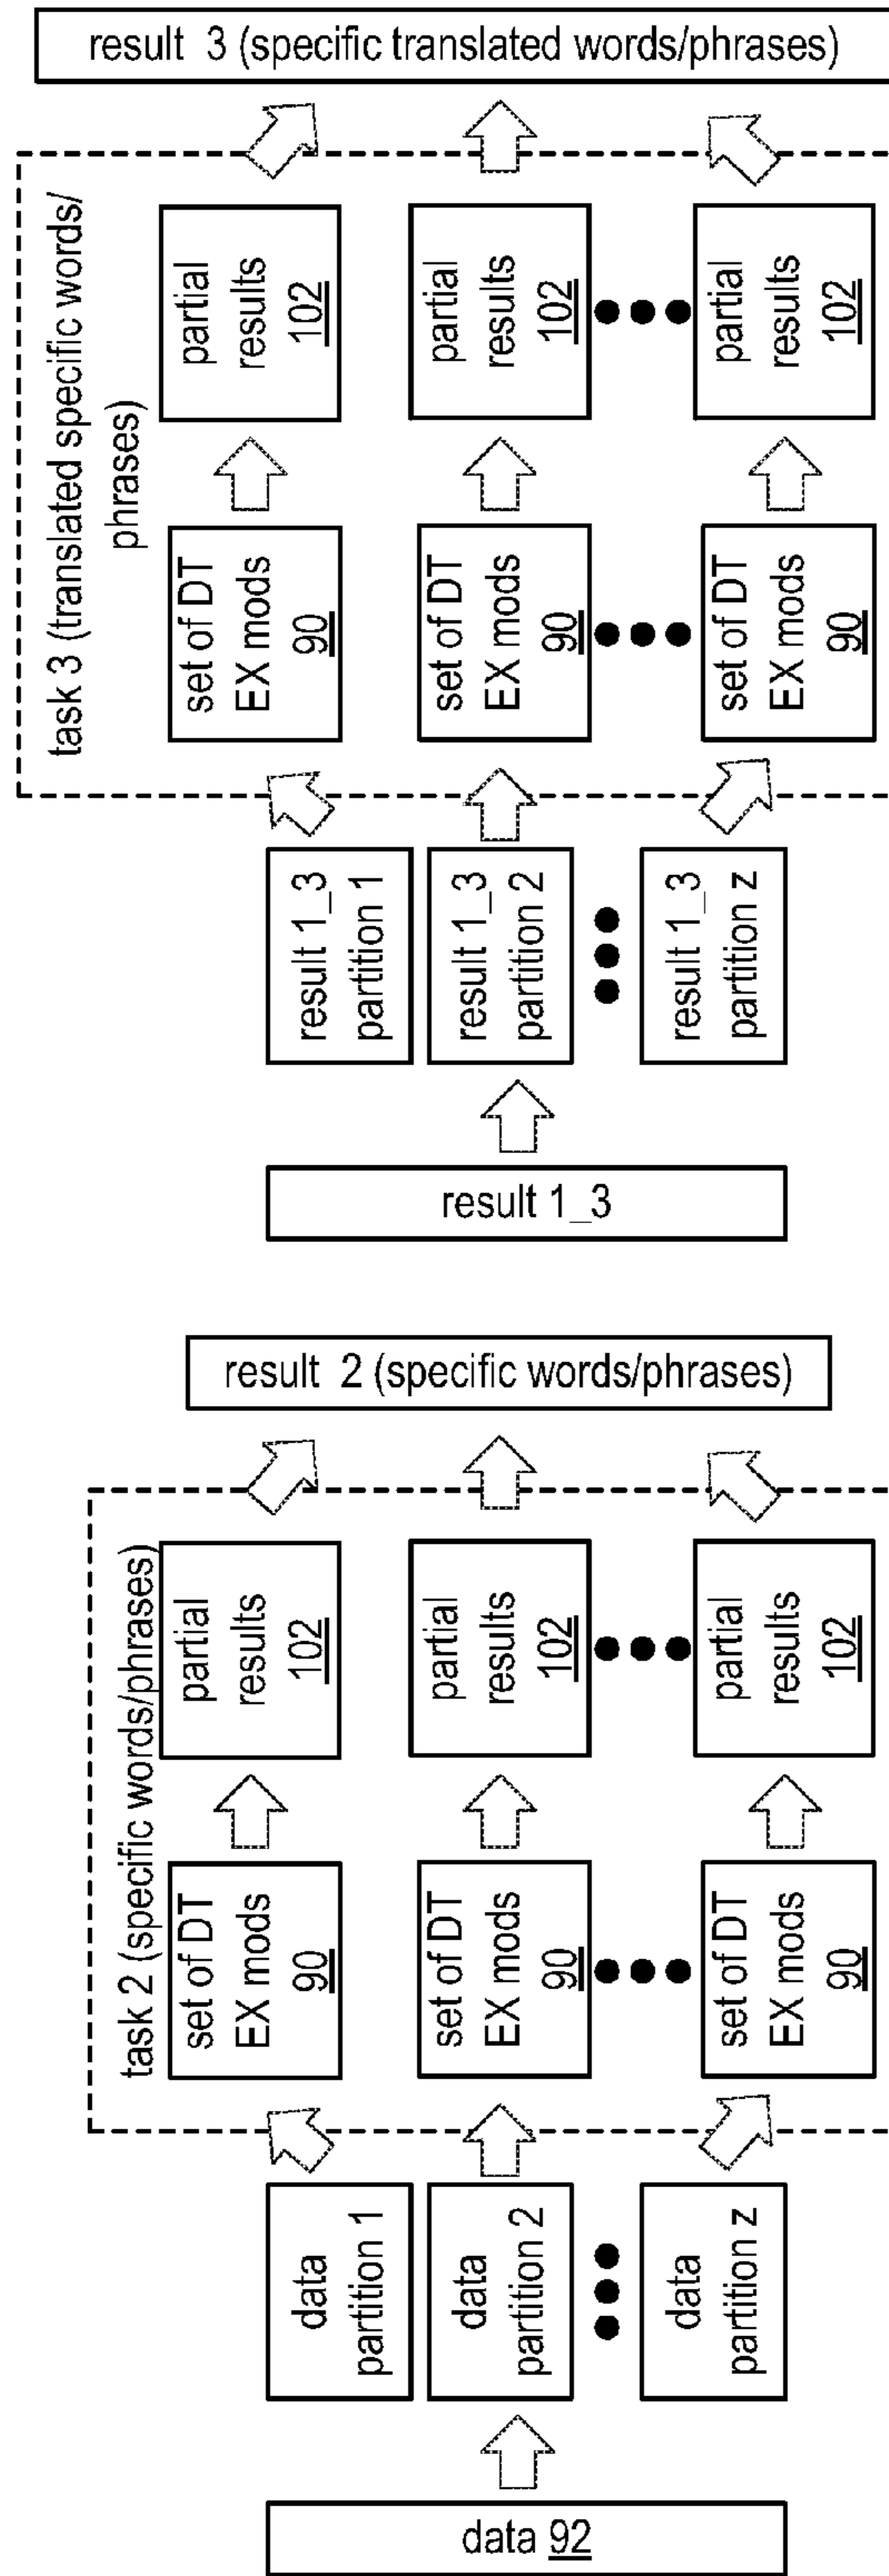 data 92
data
partition 1
data
partition 2
data
partition z
task 2 (specific words/phrases)
set of DT
EX mods
90
set of DT
EX mods
90
set of DT
EX mods
90
partial
results
102
partial
results
102
partial
results
102
result 2 (specific words/phrases)
result 1_3
result 1_3
partition 1
result 1_3
partition 2
result 1_3
partition z
task 3 (translated specific words/
phrases)
set of DT
EX mods
90
set of DT
EX mods
90
set of DT
EX mods
90
partial
results
102
partial
results
102
partial
results
102
result 3 (specific translated words/phrases)